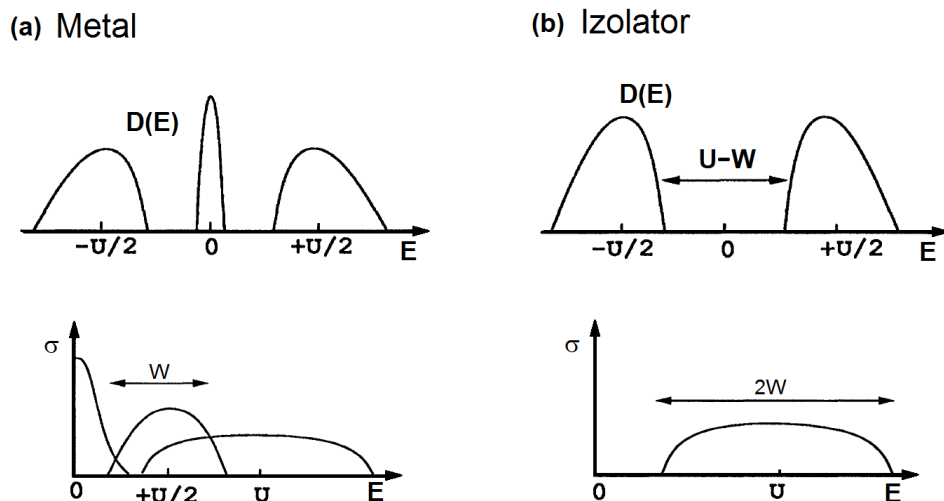 (a) Metal
D(E)
-U/2
0
+U/2
E
σ
W
0
+U/2
U
E
(b) Izolator
D(E)
U-W
-U/2
0
+U/2
E
σ
2W
0
U
E